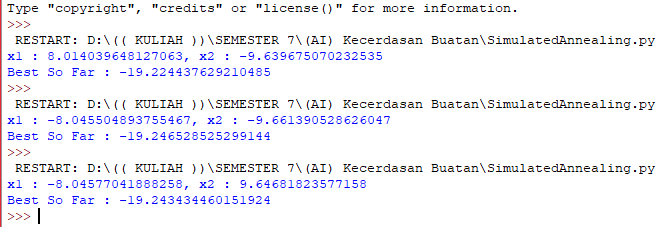 Type "copyright", "credits" or "license()" for more information.
>>>
 RESTART: D:\(( KULIAH ))\SEMESTER 7\(AI) Kecerdasan Buatan\SimulatedAnnealing.py
x1 : 8.014039648127063, x2 : -9.639675070232535
Best So Far : -19.224437629210485
>>>
 RESTART: D:\(( KULIAH ))\SEMESTER 7\(AI) Kecerdasan Buatan\SimulatedAnnealing.py
x1 : -8.045504893755467, x2 : -9.661390528626047
Best So Far : -19.246528525299144
>>>
 RESTART: D:\(( KULIAH ))\SEMESTER 7\(AI) Kecerdasan Buatan\SimulatedAnnealing.py
x1 : -8.04577041888258, x2 : 9.64681823577158
Best So Far : -19.243434460151924
>>>